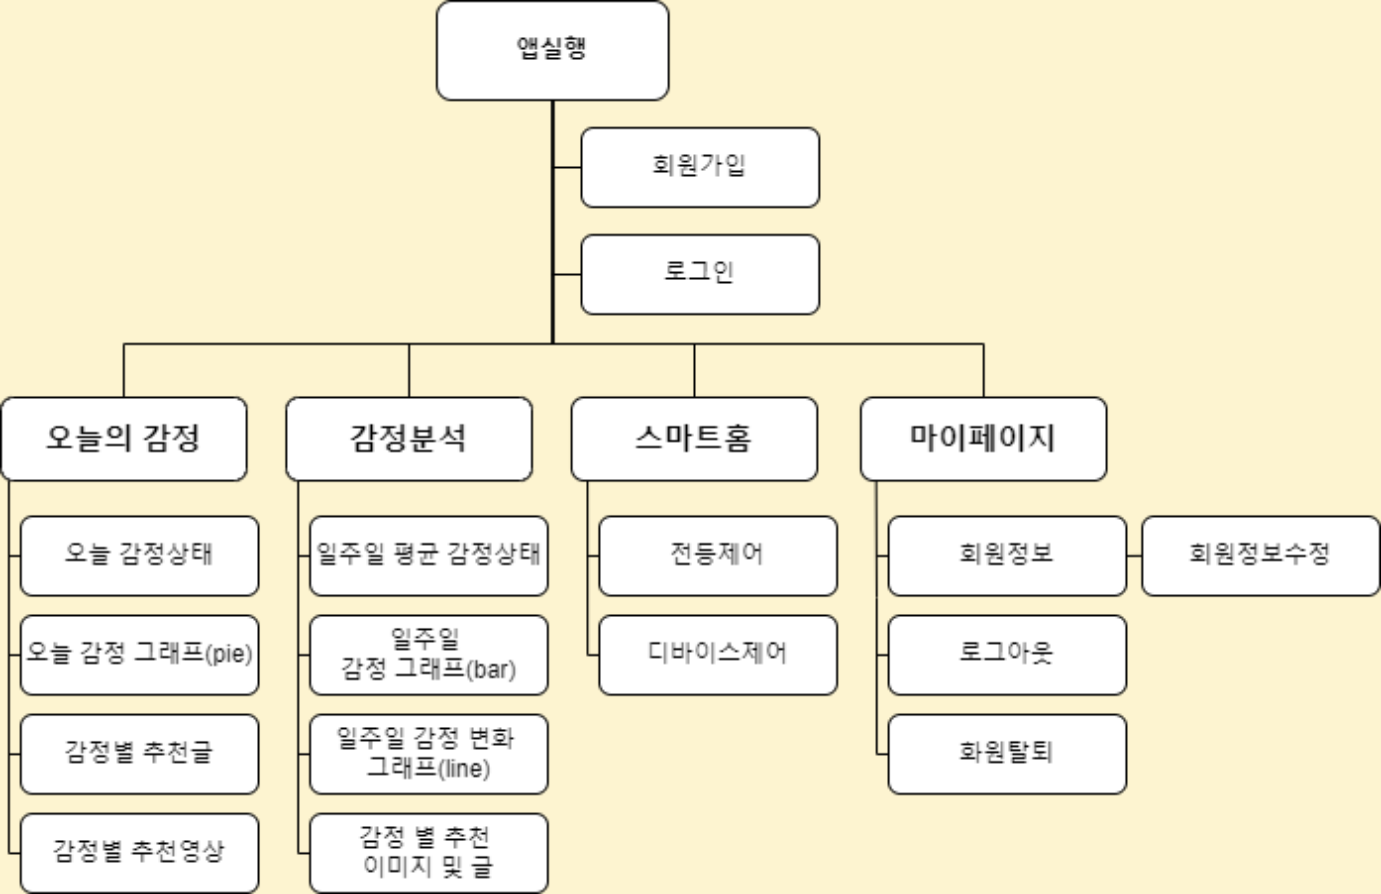 앱실행
회원가입
로그인
오늘의 감정
감정분석
스마트홈
마이페이지
오늘 감정상태
일주일 평균 감정상태
전등제어
회원정보
회원정보수정
오늘 감정 그래프(pie)
일주일
감정 그래프(bar)
디바이스제어
로그아웃
감정별 추천글
일주일 감정 변화
그래프(line)
화원탈퇴
감정별 추천영상
감정 별 추천
이미지 및 글